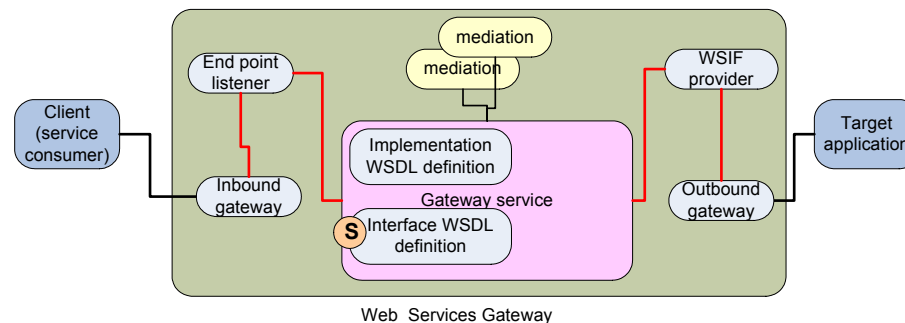 mediation
mediation
End point
listener
WSIF
provider
Client
(service
consumer)
Target
application
Implementation
WSDL definition
Inbound
gateway
Gateway service
Outbound
gateway
S
Interface WSDL
definition
Web Services Gateway